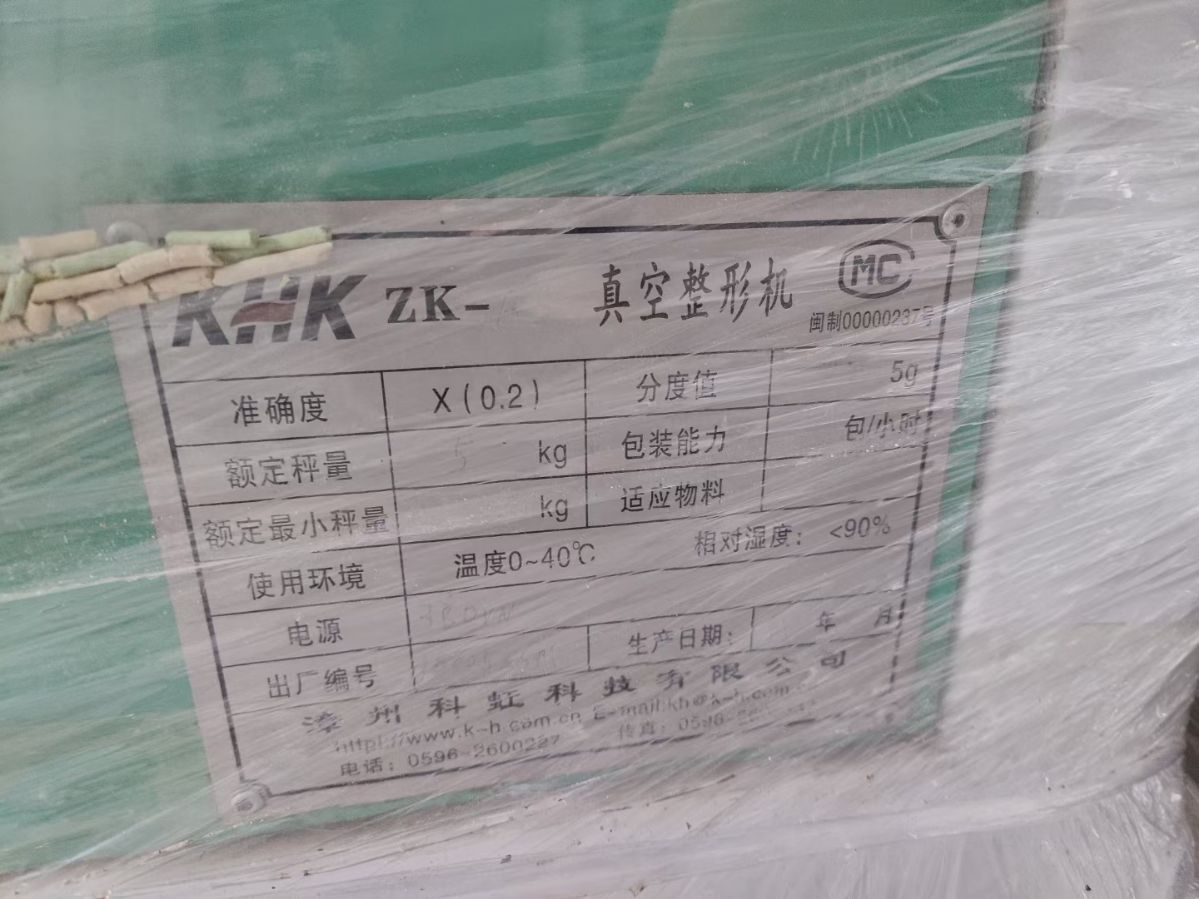 KHK ZK- 真空整形机 MC
闽制00000237号
准确度 X(0.2) 分度值 5g
额定秤量 5 kg 包装能力 包/小时
额定最小秤量 kg 适应物料
使用环境 温度0~40℃ 相对湿度：<90%
电源
出厂编号 生产日期： 年 月
漳州科虹科技有限公司
http://www.k-h.com.cn E-mail:kh@k-h.com
电话：0596-2600227 传真：0596-